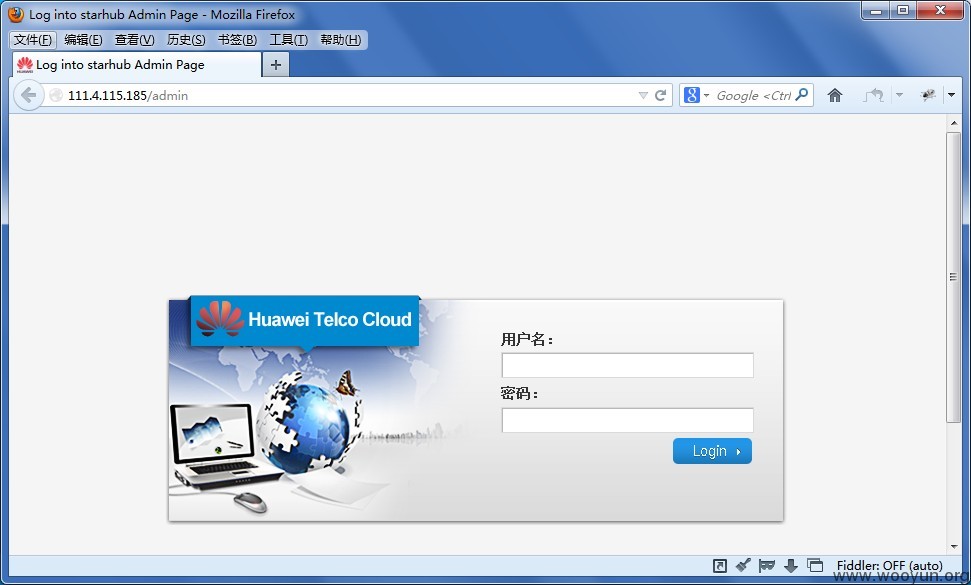 Log into starhub Admin Page - Mozilla Firefox
文件(F) 编辑(E) 查看(V) 历史(S) 书签(B) 工具(T) 帮助(H)
HUAWEI Log into starhub Admin Page
111.4.115.185/admin
8 Google <Ctrl
Huawei Telco Cloud
用户名：
密码：
Login
Fiddler: OFF (auto)
www.wooyun.org